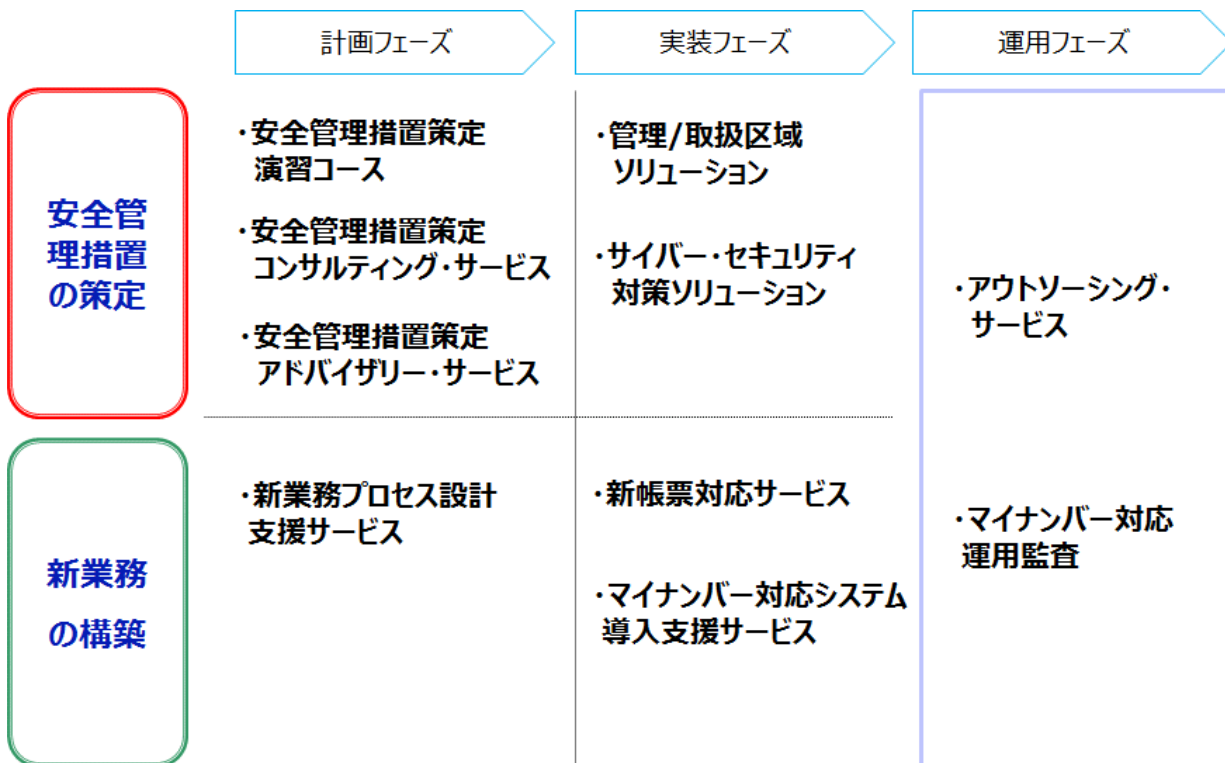 計画フェーズ
実装フェーズ
運用フェーズ
安全管
理措置
の策定
・安全管理措置策定
演習コース
・安全管理措置策定
コンサルティング・サービス
・安全管理措置策定
アドバイザリー・サービス
・管理/取扱区域
ソリューション
・サイバー・セキュリティ
対策ソリューション
・アウトソーシング・
サービス
新業務
の構築
・新業務プロセス設計
支援サービス
・新帳票対応サービス
・マイナンバー対応システム
導入支援サービス
・マイナンバー対応
運用監査